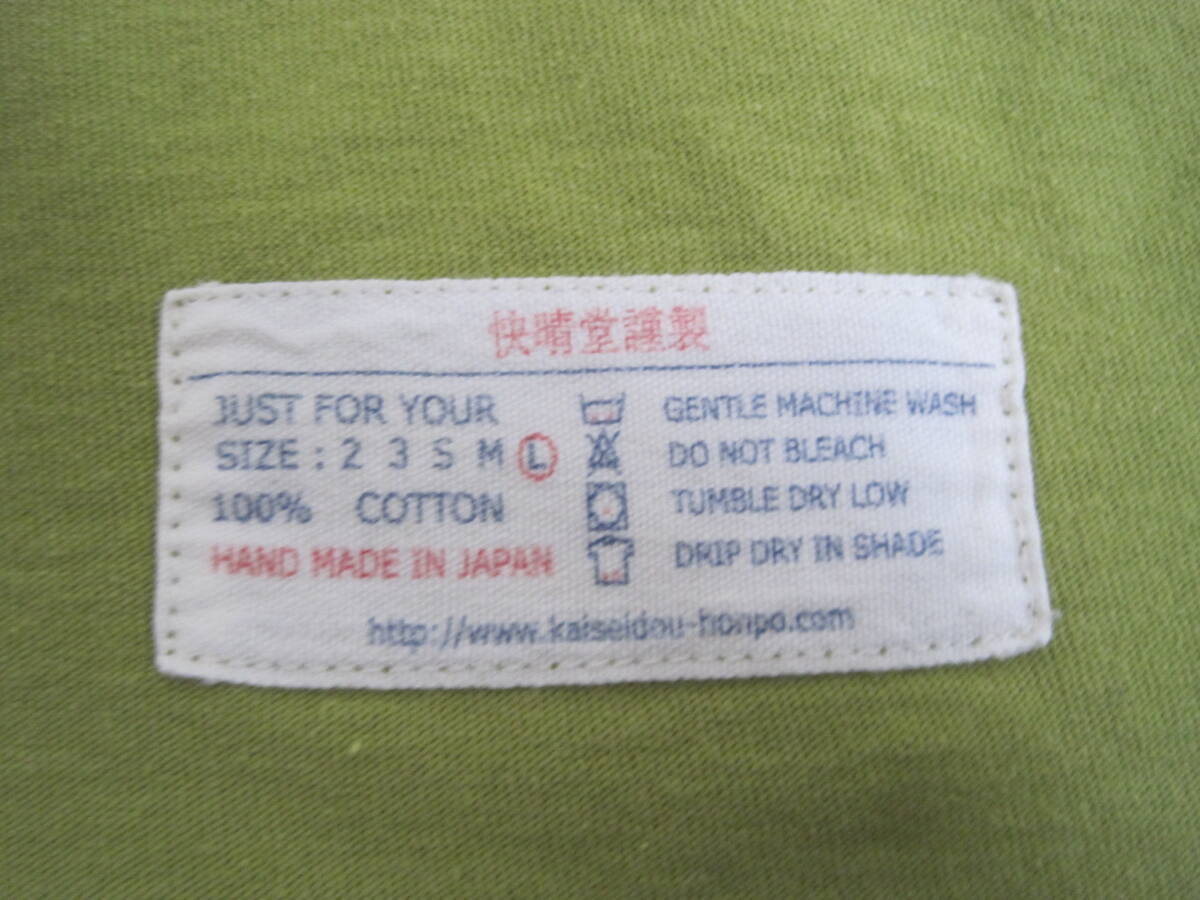 快晴堂謹製
JUST FOR YOUR
SIZE : 2 3 S M L
100% COTTON
HAND MADE IN JAPAN
GENTLE MACHINE WASH
DO NOT BLEACH
TUMBLE DRY LOW
DRIP DRY IN SHADE
http://www.kaiseidou-honpo.com